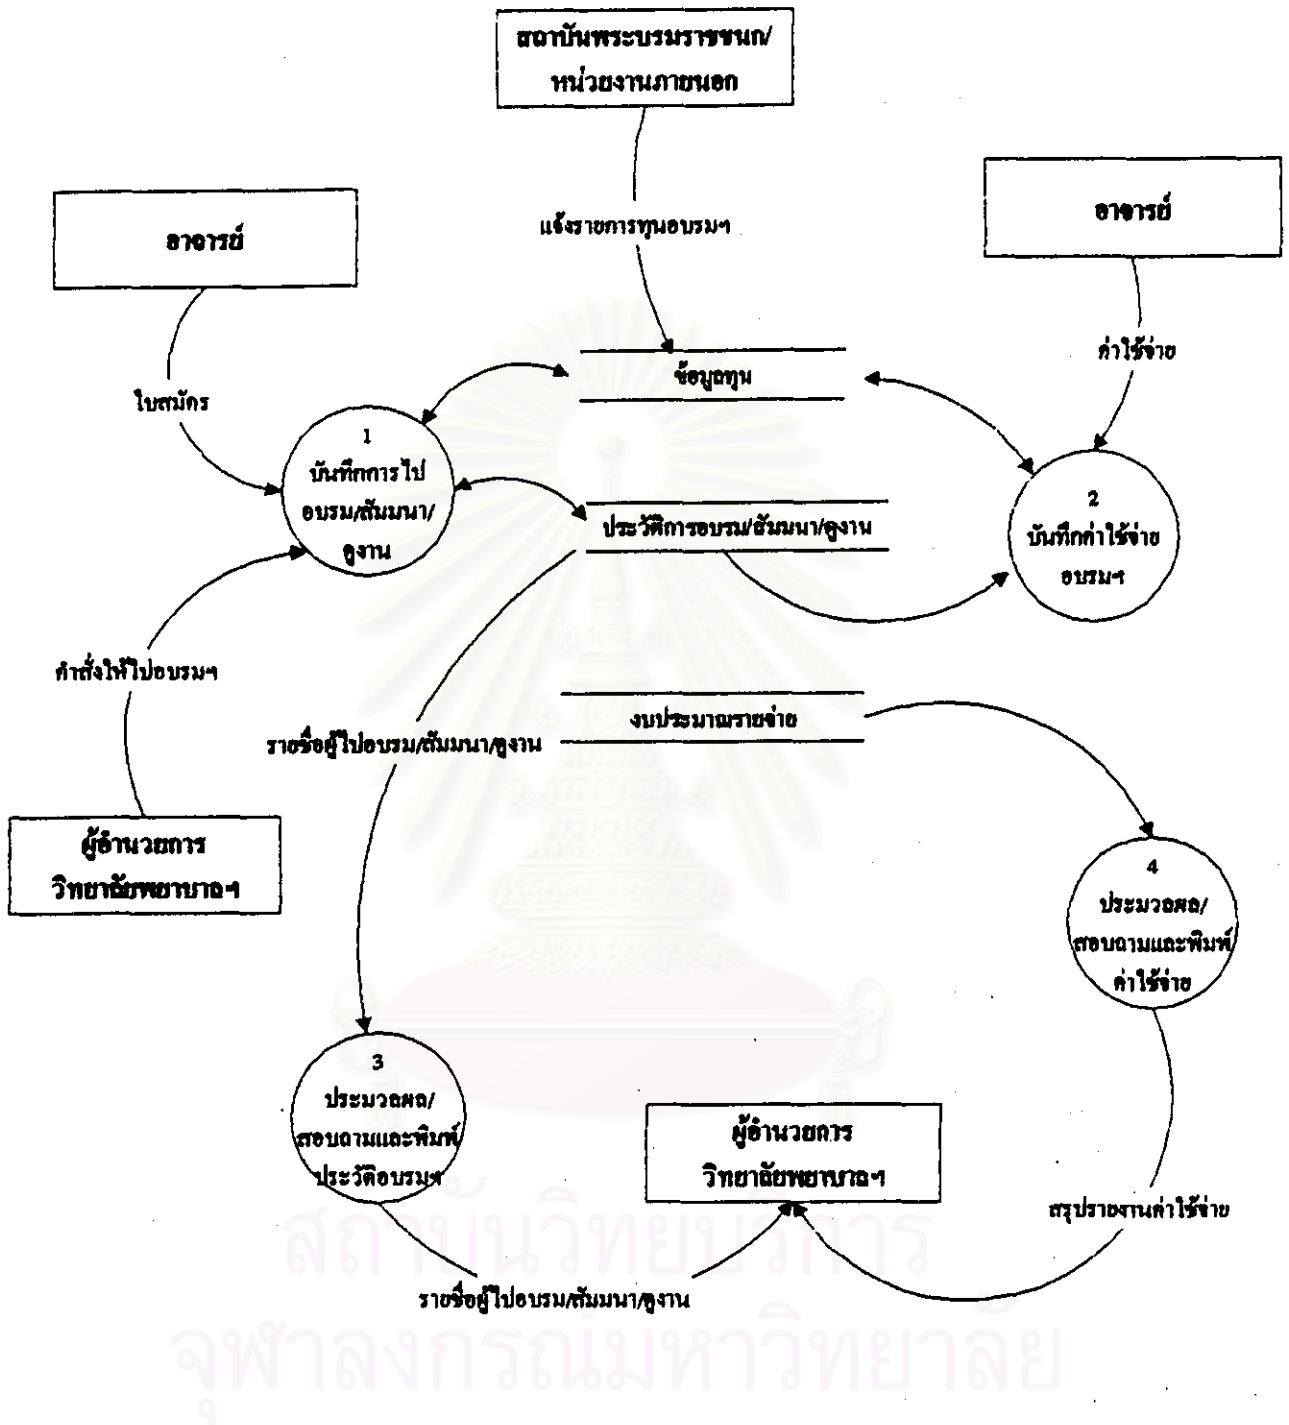 สถาบันพระบรมราชชนก/
หน่วยงานภายนอก
อาจารย์
อาจารย์
แจ้งรายการทุนอบรมฯ
ค่าใช้จ่าย
ข้อมูลทุน
ใบสมัคร
1
บันทึกการไป
อบรม/สัมมนา/
ดูงาน
2
บันทึกค่าใช้จ่าย
อบรมฯ
ประวัติการอบรม/สัมมนา/ดูงาน
คำสั่งให้ไปอบรมฯ
งบประมาณรายจ่าย
รายชื่อผู้ไปอบรม/สัมมนา/ดูงาน
ผู้อำนวยการ
วิทยาลัยพยาบาลฯ
4
ประมวลผล/
สอบถามและพิมพ์
ค่าใช้จ่าย
3
ประมวลผล/
สอบถามและพิมพ์
ประวัติอบรมฯ
ผู้อำนวยการ
วิทยาลัยพยาบาลฯ
สรุปรายงานค่าใช้จ่าย
รายชื่อผู้ไปอบรม/สัมมนา/ดูงาน
สถาบันวิทยบริการ
จุฬาลงกรณ์มหาวิทยาลัย